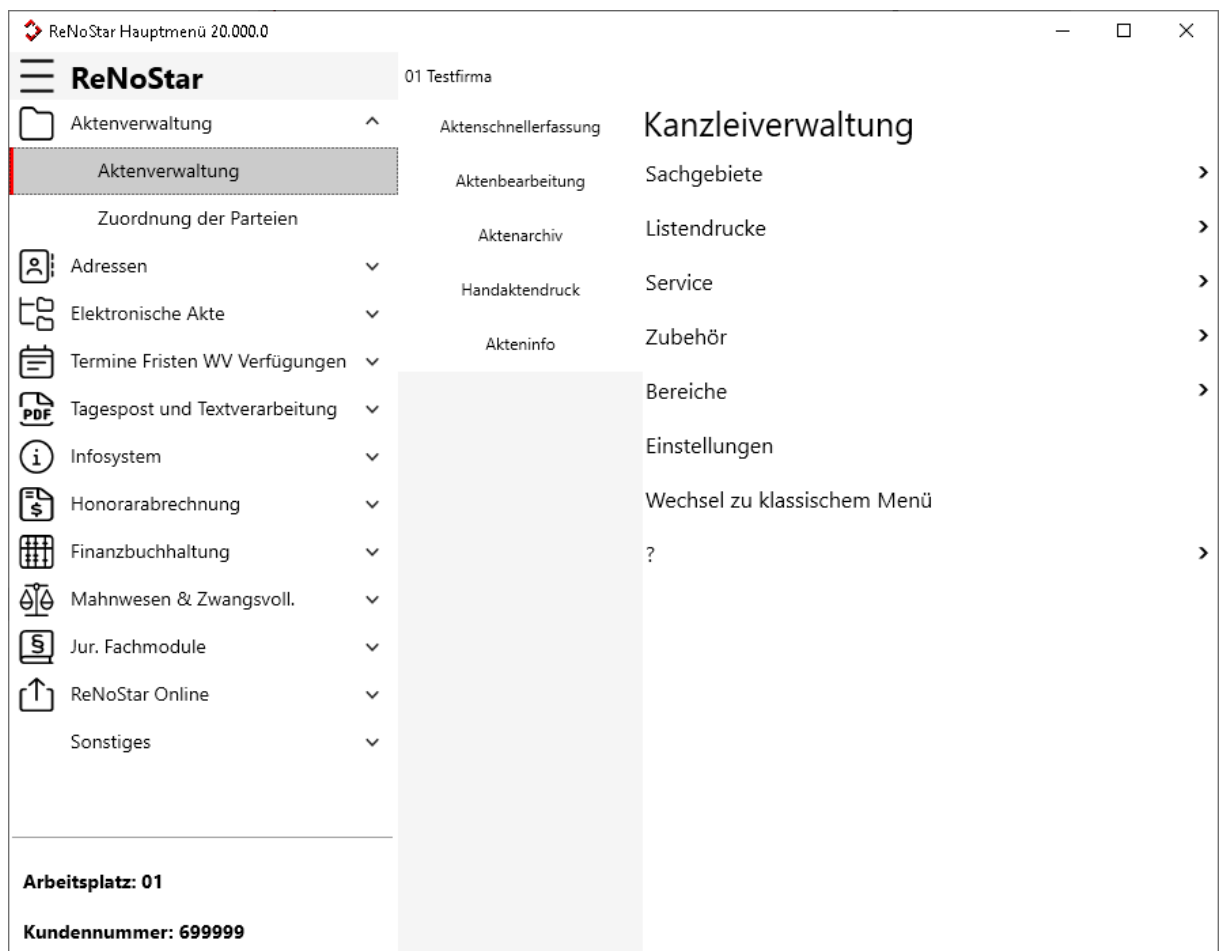 ReNoStar Hauptmenü 20.000.0
ReNoStar
Aktenverwaltung
Aktenverwaltung
Zuordnung der Parteien
Adressen
Elektronische Akte
Termine Fristen WV Verfügungen
PDF
Tagespost und Textverarbeitung
i
Infosystem
$
Honorarabrechnung
Finanzbuchhaltung
Mahnwesen & Zwangsvoll.
§
Jur. Fachmodule
ReNoStar Online
Sonstiges
Arbeitsplatz: 01
Kundennummer: 699999
01 Testfirma
Aktenschnellerfassung
Aktenbearbeitung
Aktenarchiv
Handaktendruck
Akteninfo
Kanzleiverwaltung
Sachgebiete
Listendrucke
Service
Zubehör
Bereiche
Einstellungen
Wechsel zu klassischem Menü
?